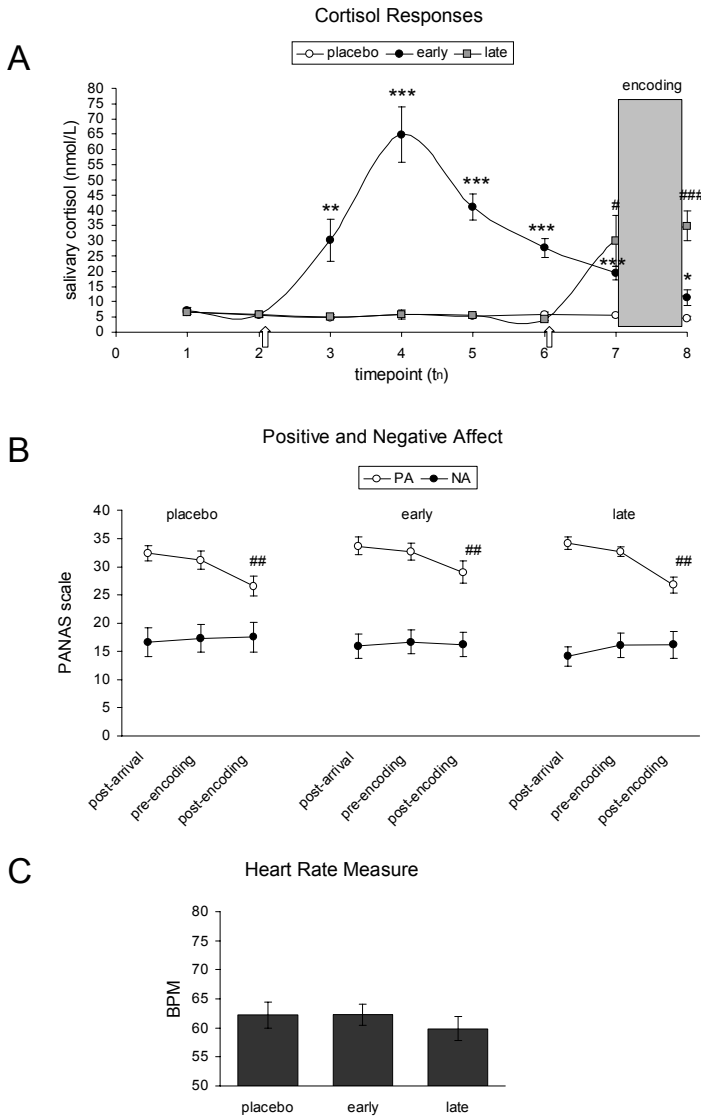 Cortisol Responses
A
placebo early late
encoding
salivary cortisol (nmol/L)
80
75
70
65
60
55
50
45
40
35
30
25
20
15
10
5
0
***
**
***
***
#
***
###
*
0 1 2 3 4 5 6 7 8
timepoint (tn)
Positive and Negative Affect
B
PA NA
placebo early late
PANAS scale
40
35
30
25
20
15
10
5
0
## ## ##
post-arrival pre-encoding post-encoding post-arrival pre-encoding post-encoding post-arrival pre-encoding post-encoding
C
Heart Rate Measure
BPM
80
75
70
65
60
55
50
placebo early late